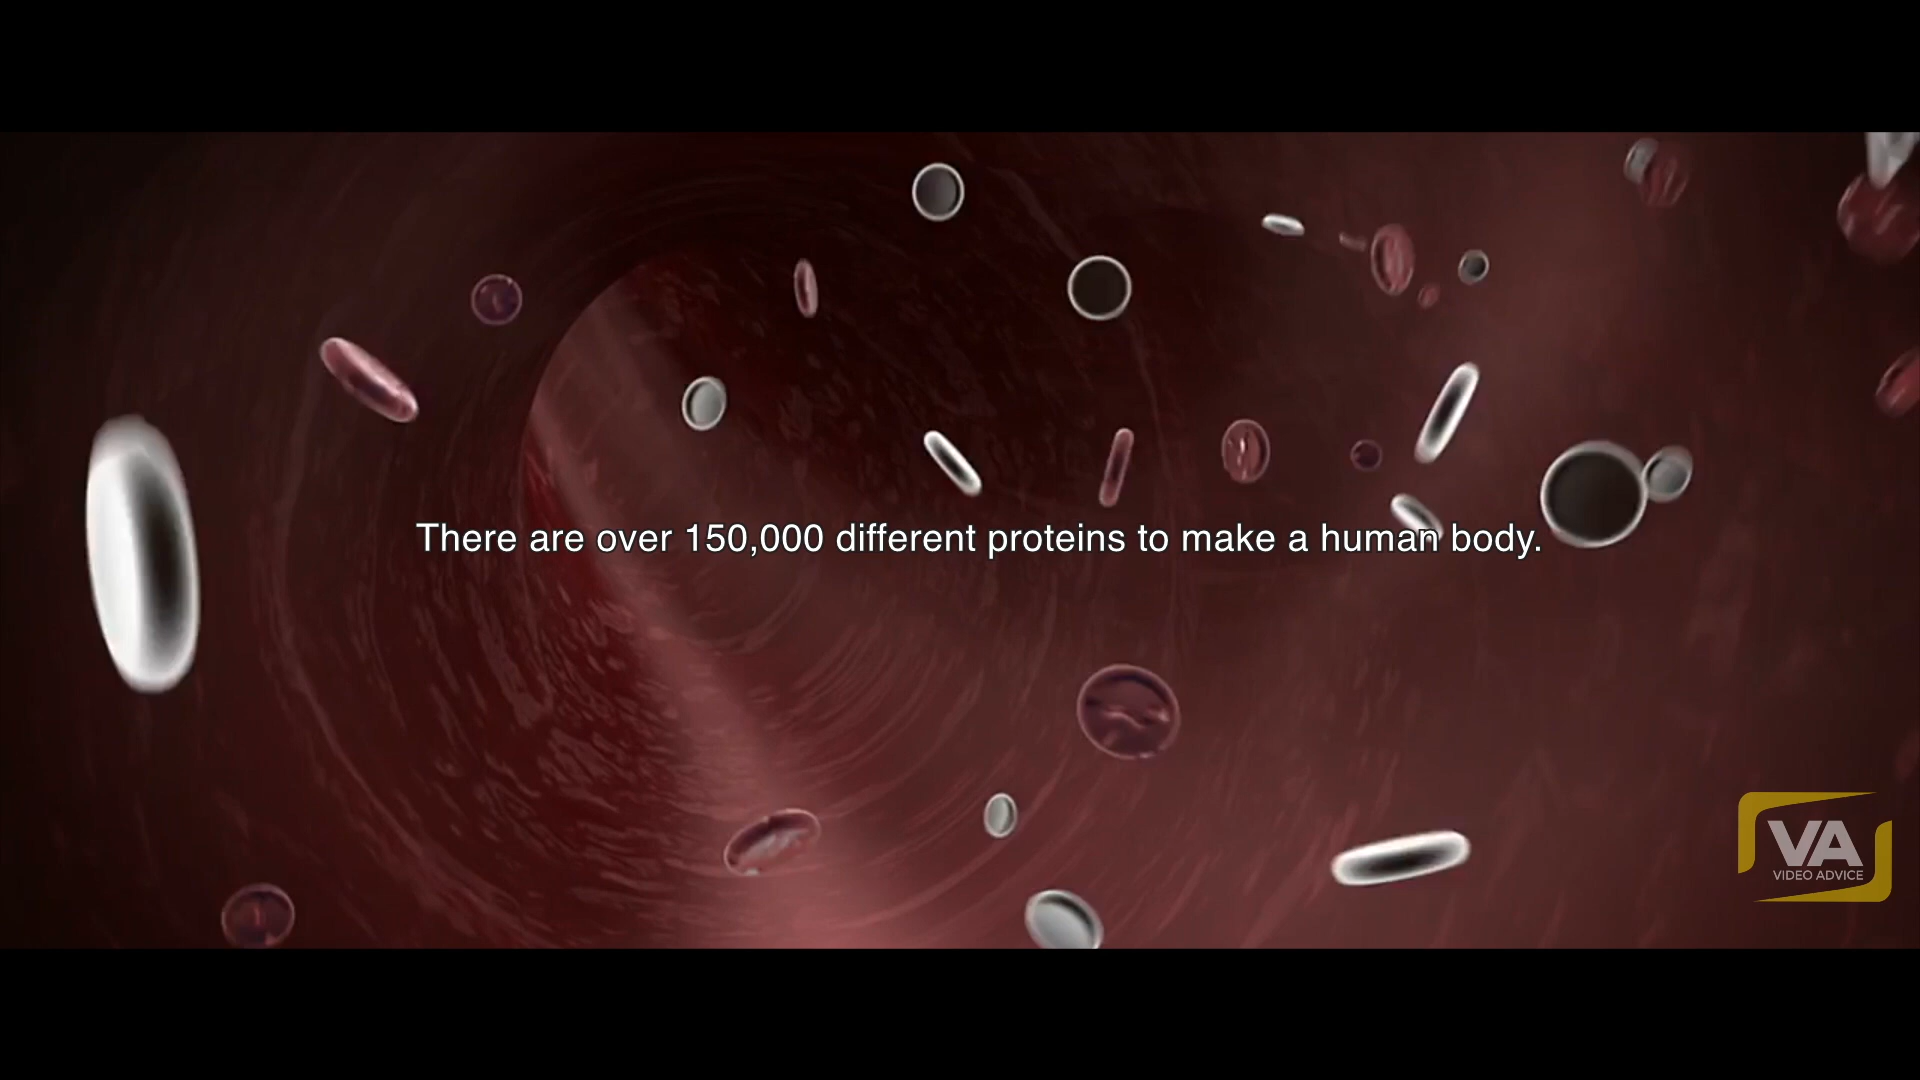 There are over 150,000 different proteins to make a human body.
VA
VIDEO ADVICE